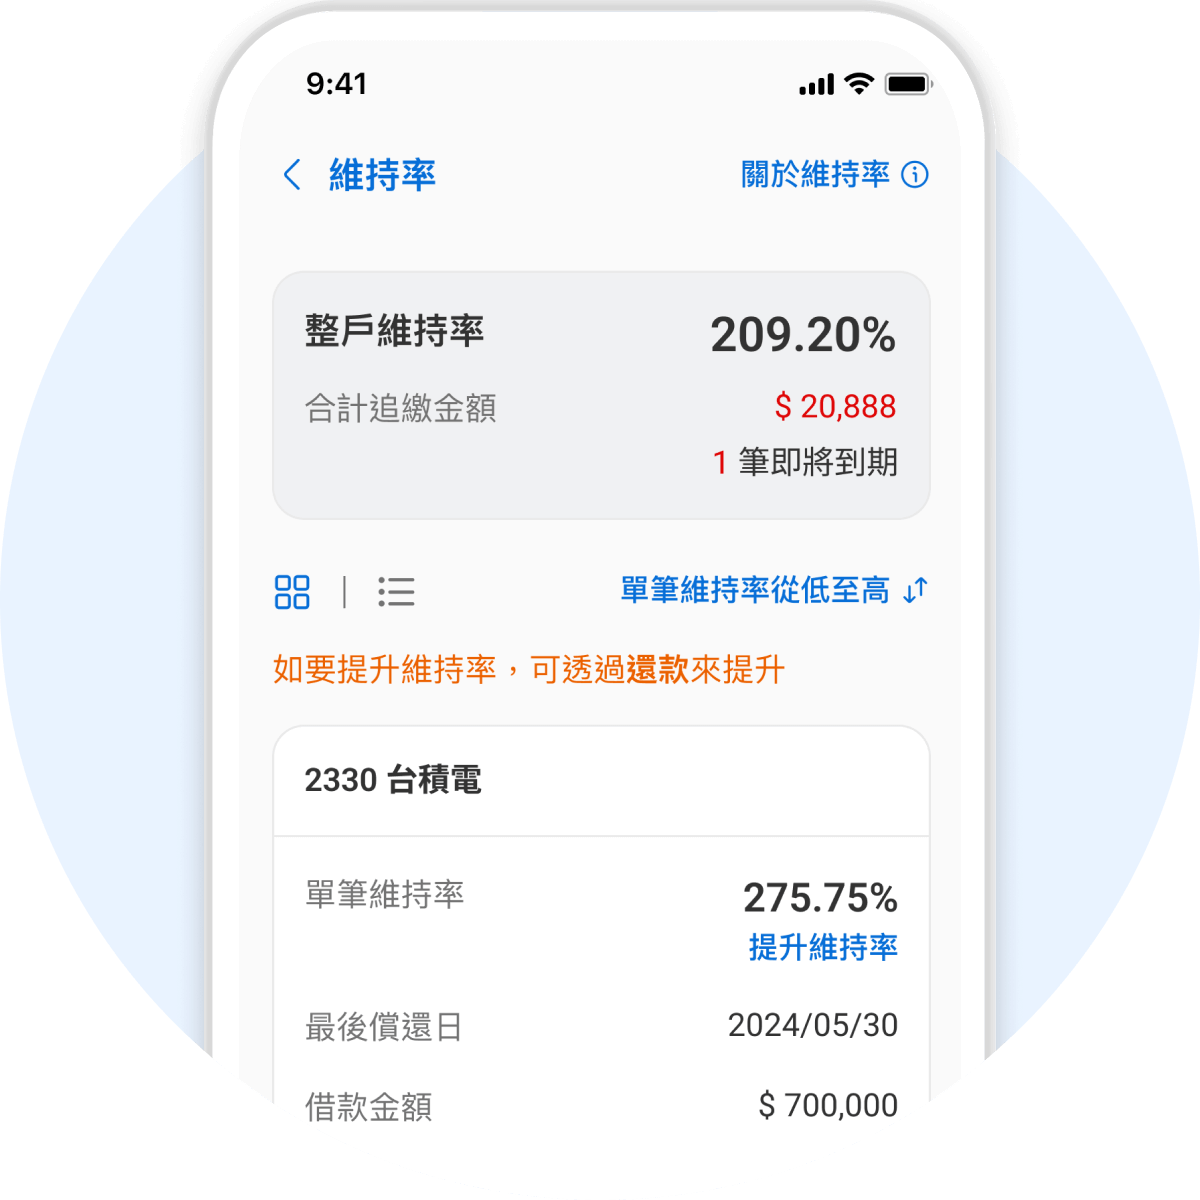 9:41
維持率 關於維持率
整戶維持率 209.20%
合計追繳金額 $ 20,888
1 筆即將到期
單筆維持率從低至高
如要提升維持率，可透過還款來提升
2330 台積電
單筆維持率 275.75%
提升維持率
最後償還日 2024/05/30
借款金額 $ 700,000